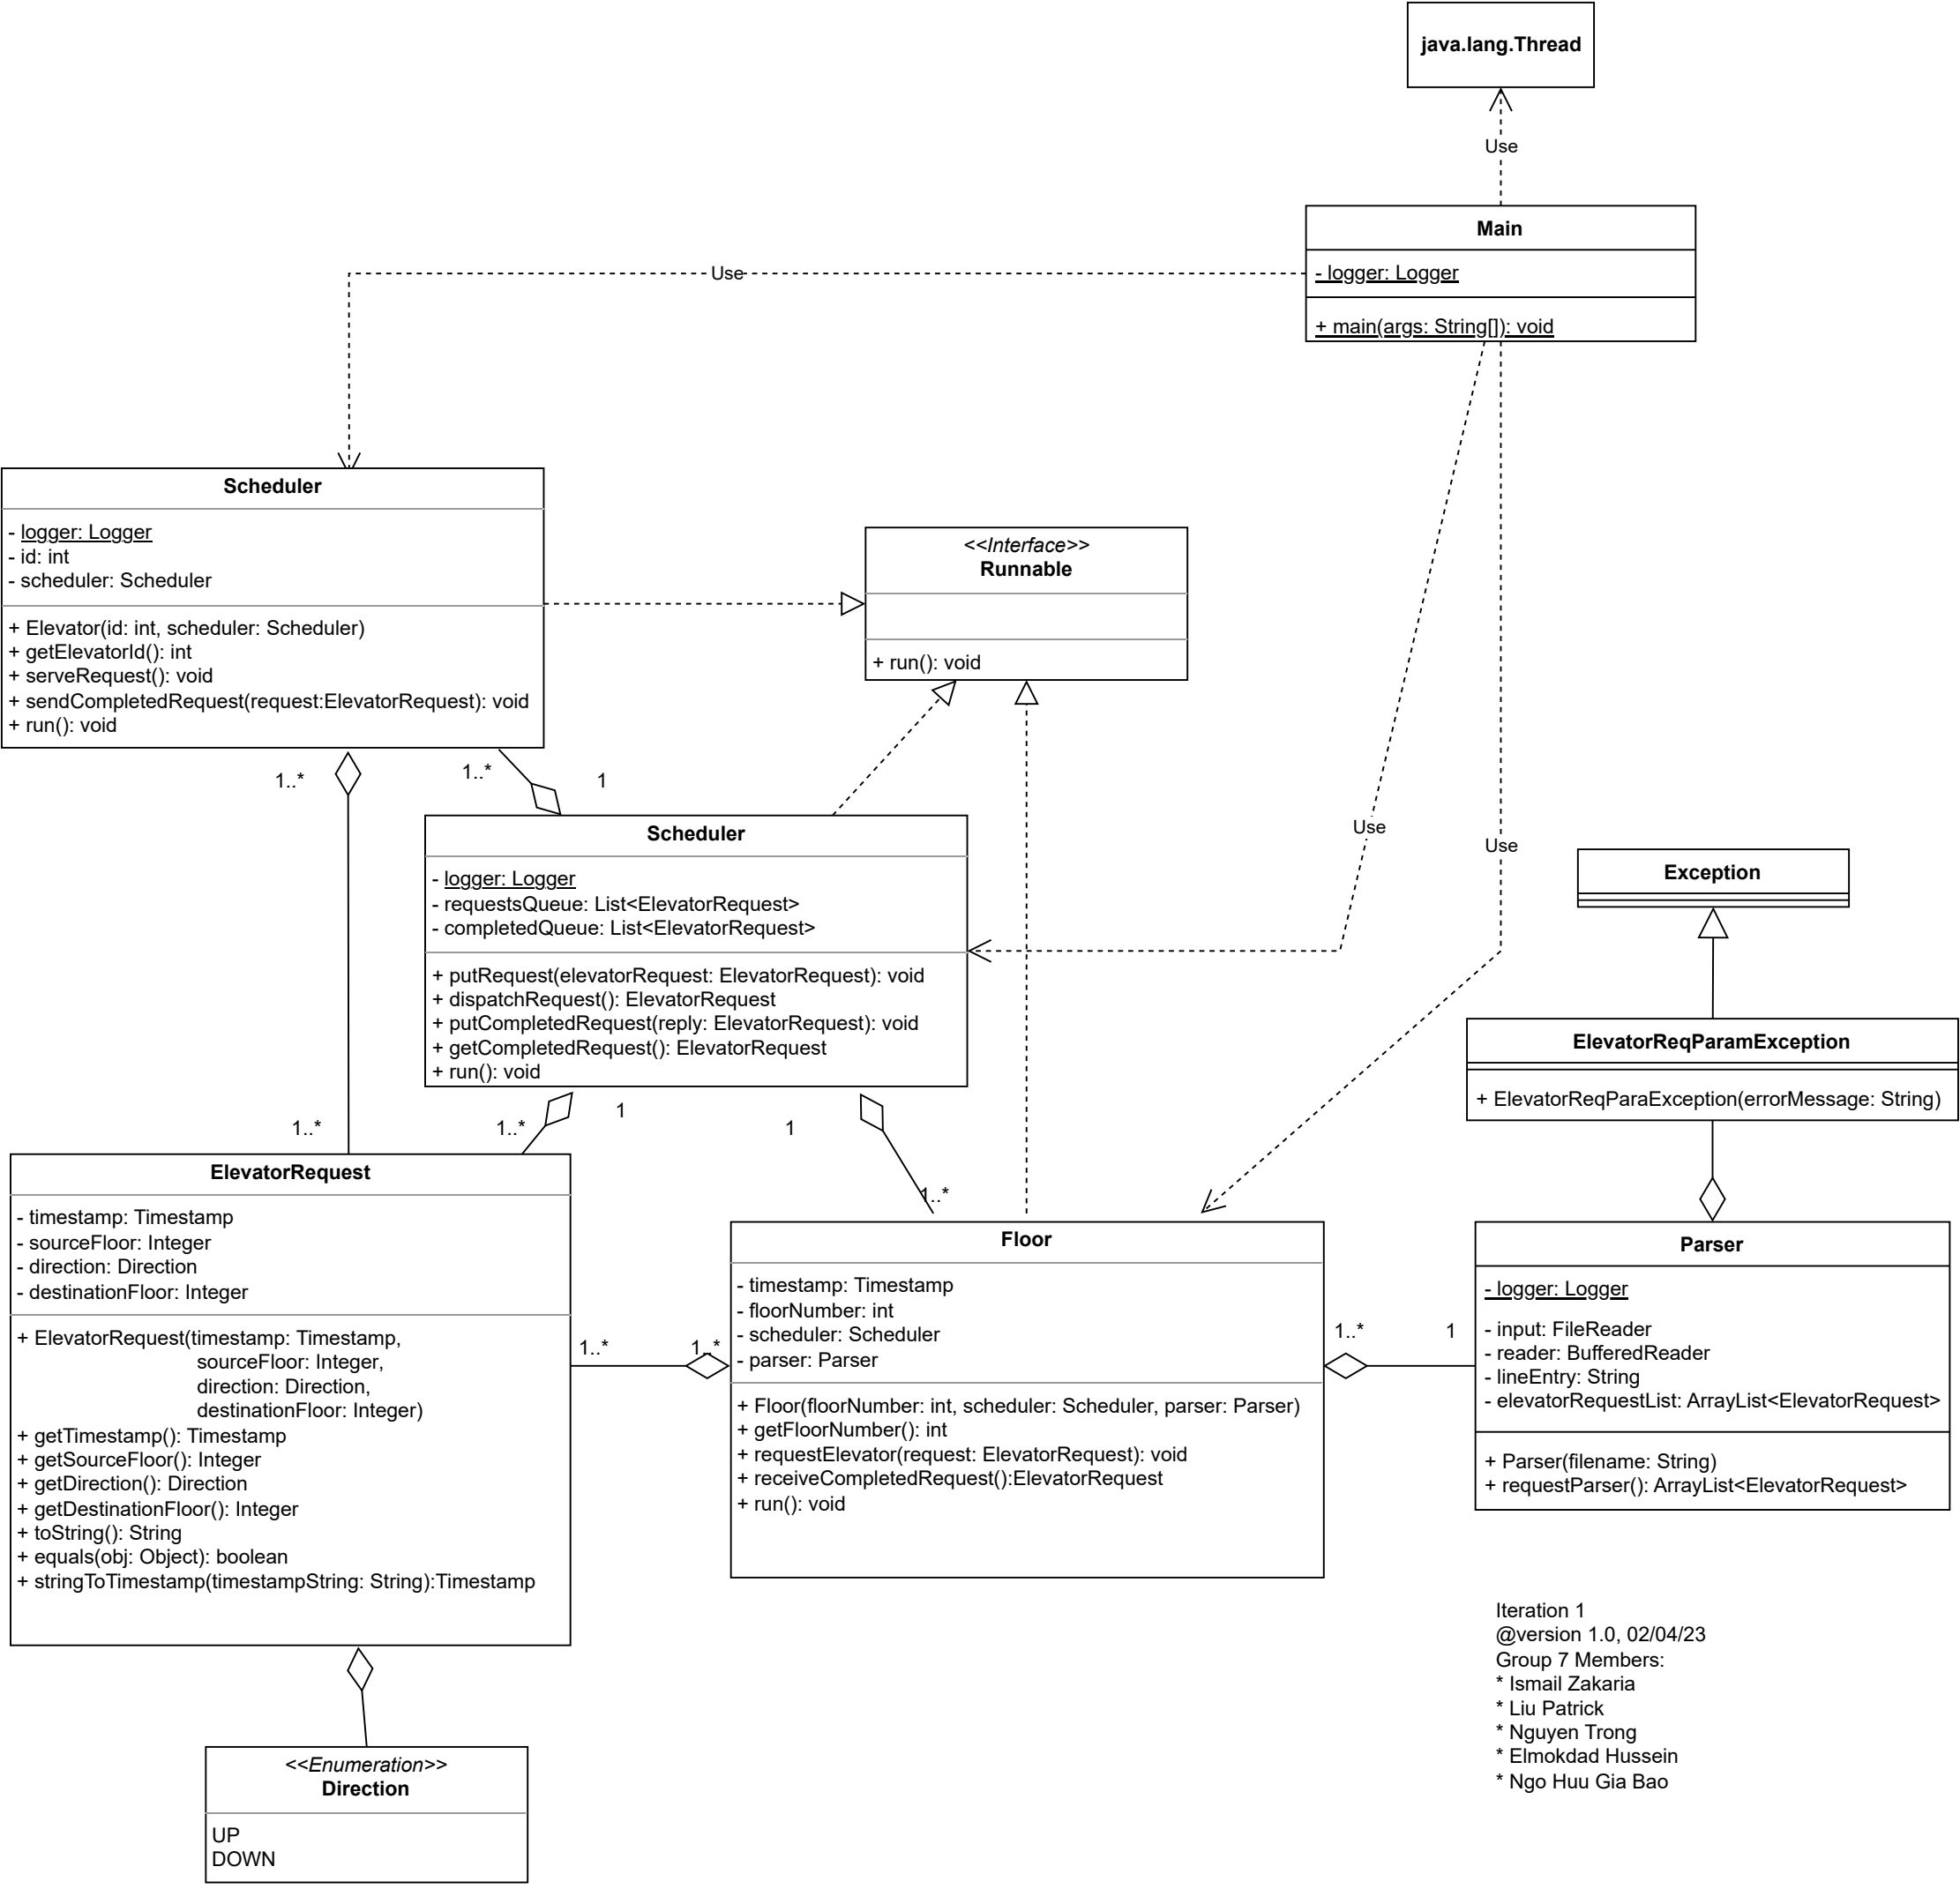 java.lang.Thread
Use
Main
- logger: Logger
+ main(args: String[]): void
Use
Scheduler
- logger: Logger
- id: int
- scheduler: Scheduler
+ Elevator(id: int, scheduler: Scheduler)
+ getElevatorId(): int
+ serveRequest(): void
+ sendCompletedRequest(request:ElevatorRequest): void
+ run(): void
<<Interface>>
Runnable
+ run(): void
1..*
1..*
1
Scheduler
- logger: Logger
- requestsQueue: List<ElevatorRequest>
- completedQueue: List<ElevatorRequest>
+ putRequest(elevatorRequest: ElevatorRequest): void
+ dispatchRequest(): ElevatorRequest
+ putCompletedRequest(reply: ElevatorRequest): void
+ getCompletedRequest(): ElevatorRequest
+ run(): void
Use
Use
Exception
ElevatorReqParamException
+ ElevatorReqParaException(errorMessage: String)
1..*
1..*
1
1
1..*
ElevatorRequest
- timestamp: Timestamp
- sourceFloor: Integer
- direction: Direction
- destinationFloor: Integer
+ ElevatorRequest(timestamp: Timestamp,
sourceFloor: Integer,
direction: Direction,
destinationFloor: Integer)
+ getTimestamp(): Timestamp
+ getSourceFloor(): Integer
+ getDirection(): Direction
+ getDestinationFloor(): Integer
+ toString(): String
+ equals(obj: Object): boolean
+ stringToTimestamp(timestampString: String):Timestamp
1..*
1..*
Floor
- timestamp: Timestamp
- floorNumber: int
- scheduler: Scheduler
- parser: Parser
+ Floor(floorNumber: int, scheduler: Scheduler, parser: Parser)
+ getFloorNumber(): int
+ requestElevator(request: ElevatorRequest): void
+ receiveCompletedRequest():ElevatorRequest
+ run(): void
1..*
1
Parser
- logger: Logger
- input: FileReader
- reader: BufferedReader
- lineEntry: String
- elevatorRequestList: ArrayList<ElevatorRequest>
+ Parser(filename: String)
+ requestParser(): ArrayList<ElevatorRequest>
<<Enumeration>>
Direction
UP
DOWN
Iteration 1
@version 1.0, 02/04/23
Group 7 Members:
* Ismail Zakaria
* Liu Patrick
* Nguyen Trong
* Elmokdad Hussein
* Ngo Huu Gia Bao